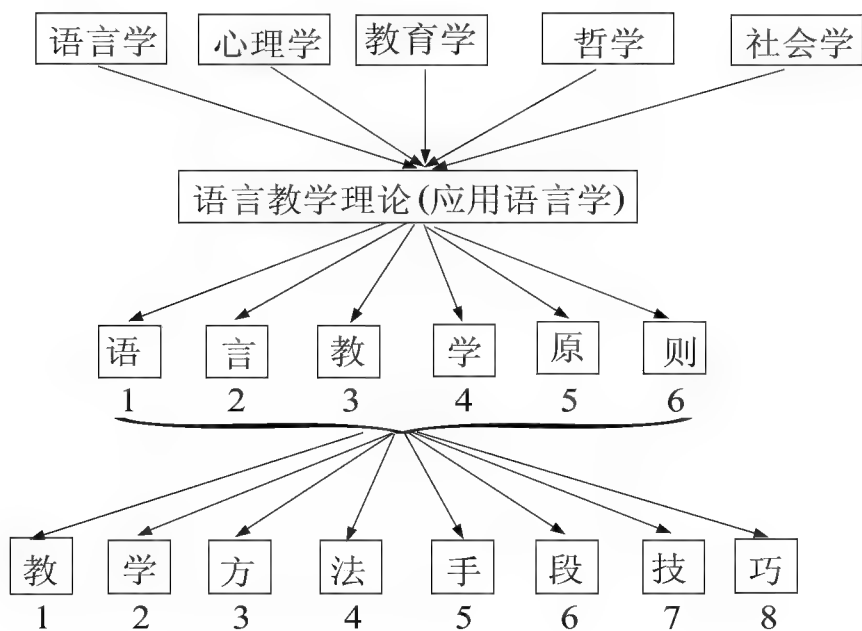 语言学 心理学 教育学 哲学 社会学
语言教学理论(应用语言学)
语 言 教 学 原 则
1 2 3 4 5 6
教 学 方 法 手 段 技 巧
1 2 3 4 5 6 7 8